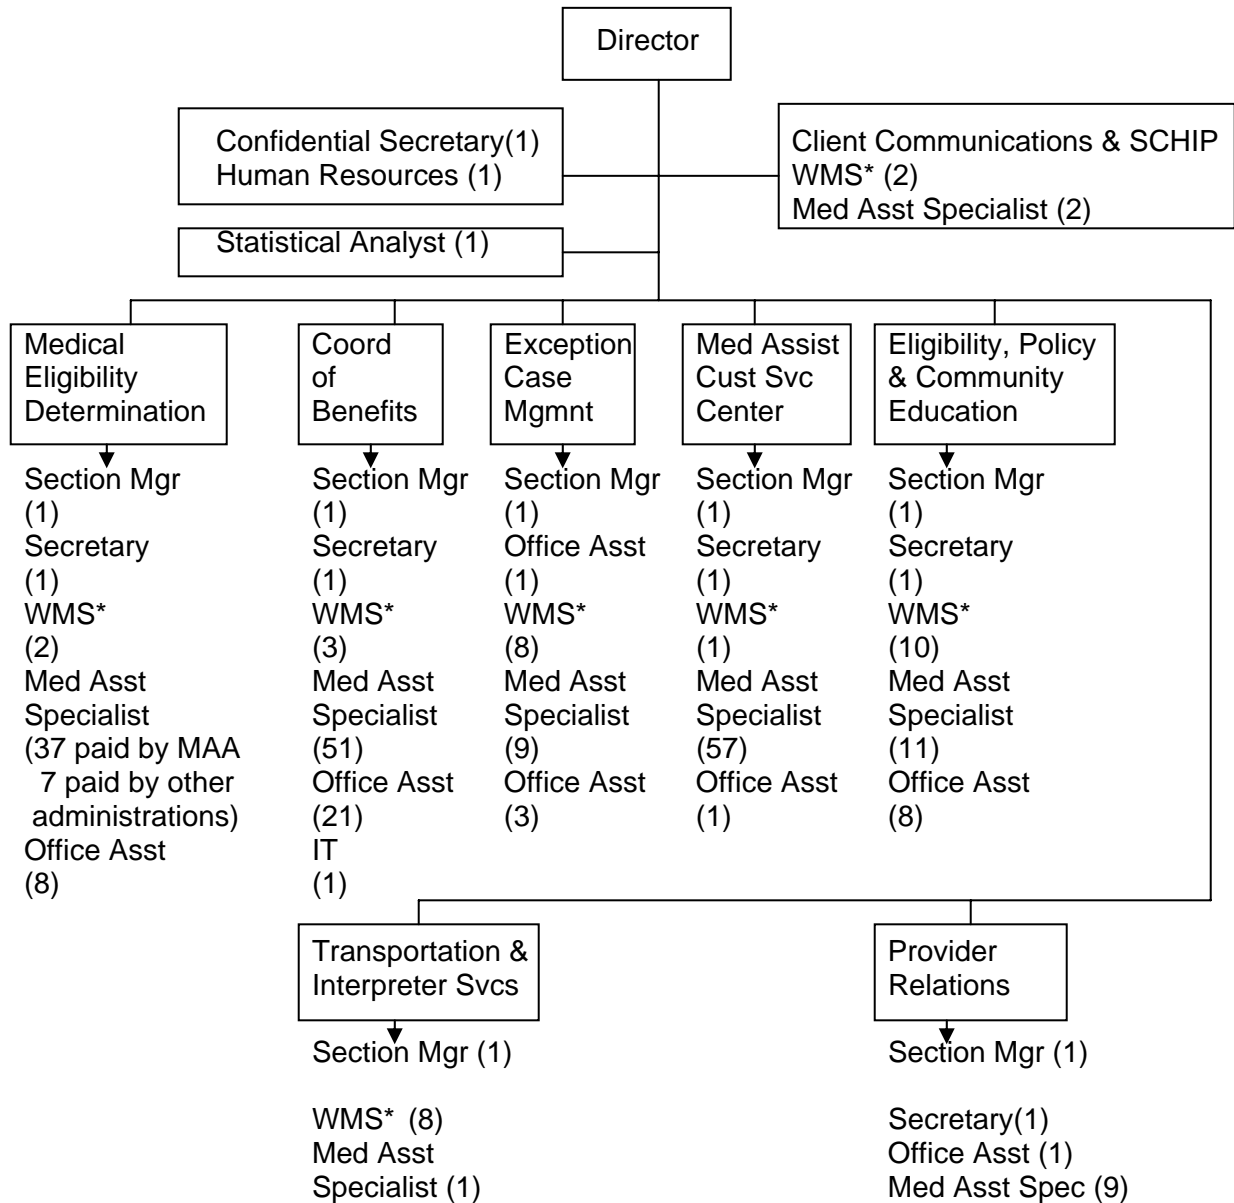 Director
Confidential Secretary(1)
Human Resources (1)
Client Communications & SCHIP
WMS* (2)
Med Asst Specialist (2)
Statistical Analyst (1)
Medical
Eligibility
Determination
Section Mgr
(1)
Secretary
(1)
WMS*
(2)
Med Asst
Specialist
(37 paid by MAA
7 paid by other
administrations)
Office Asst
(8)
Coord
of
Benefits
Section Mgr
(1)
Secretary
(1)
WMS*
(3)
Med Asst
Specialist
(51)
Office Asst
(21)
IT
(1)
Exception
Case
Mgmnt
Section Mgr
(1)
Office Asst
(1)
WMS*
(8)
Med Asst
Specialist
(9)
Office Asst
(3)
Med Assist
Cust Svc
Center
Section Mgr
(1)
Secretary
(1)
WMS*
(1)
Med Asst
Specialist
(57)
Office Asst
(1)
Eligibility, Policy
& Community
Education
Section Mgr
(1)
Secretary
(1)
WMS*
(10)
Med Asst
Specialist
(11)
Office Asst
(8)
Transportation &
Interpreter Svcs
Section Mgr (1)
WMS* (8)
Med Asst
Specialist (1)
Provider
Relations
Section Mgr (1)
Secretary(1)
Office Asst (1)
Med Asst Spec (9)